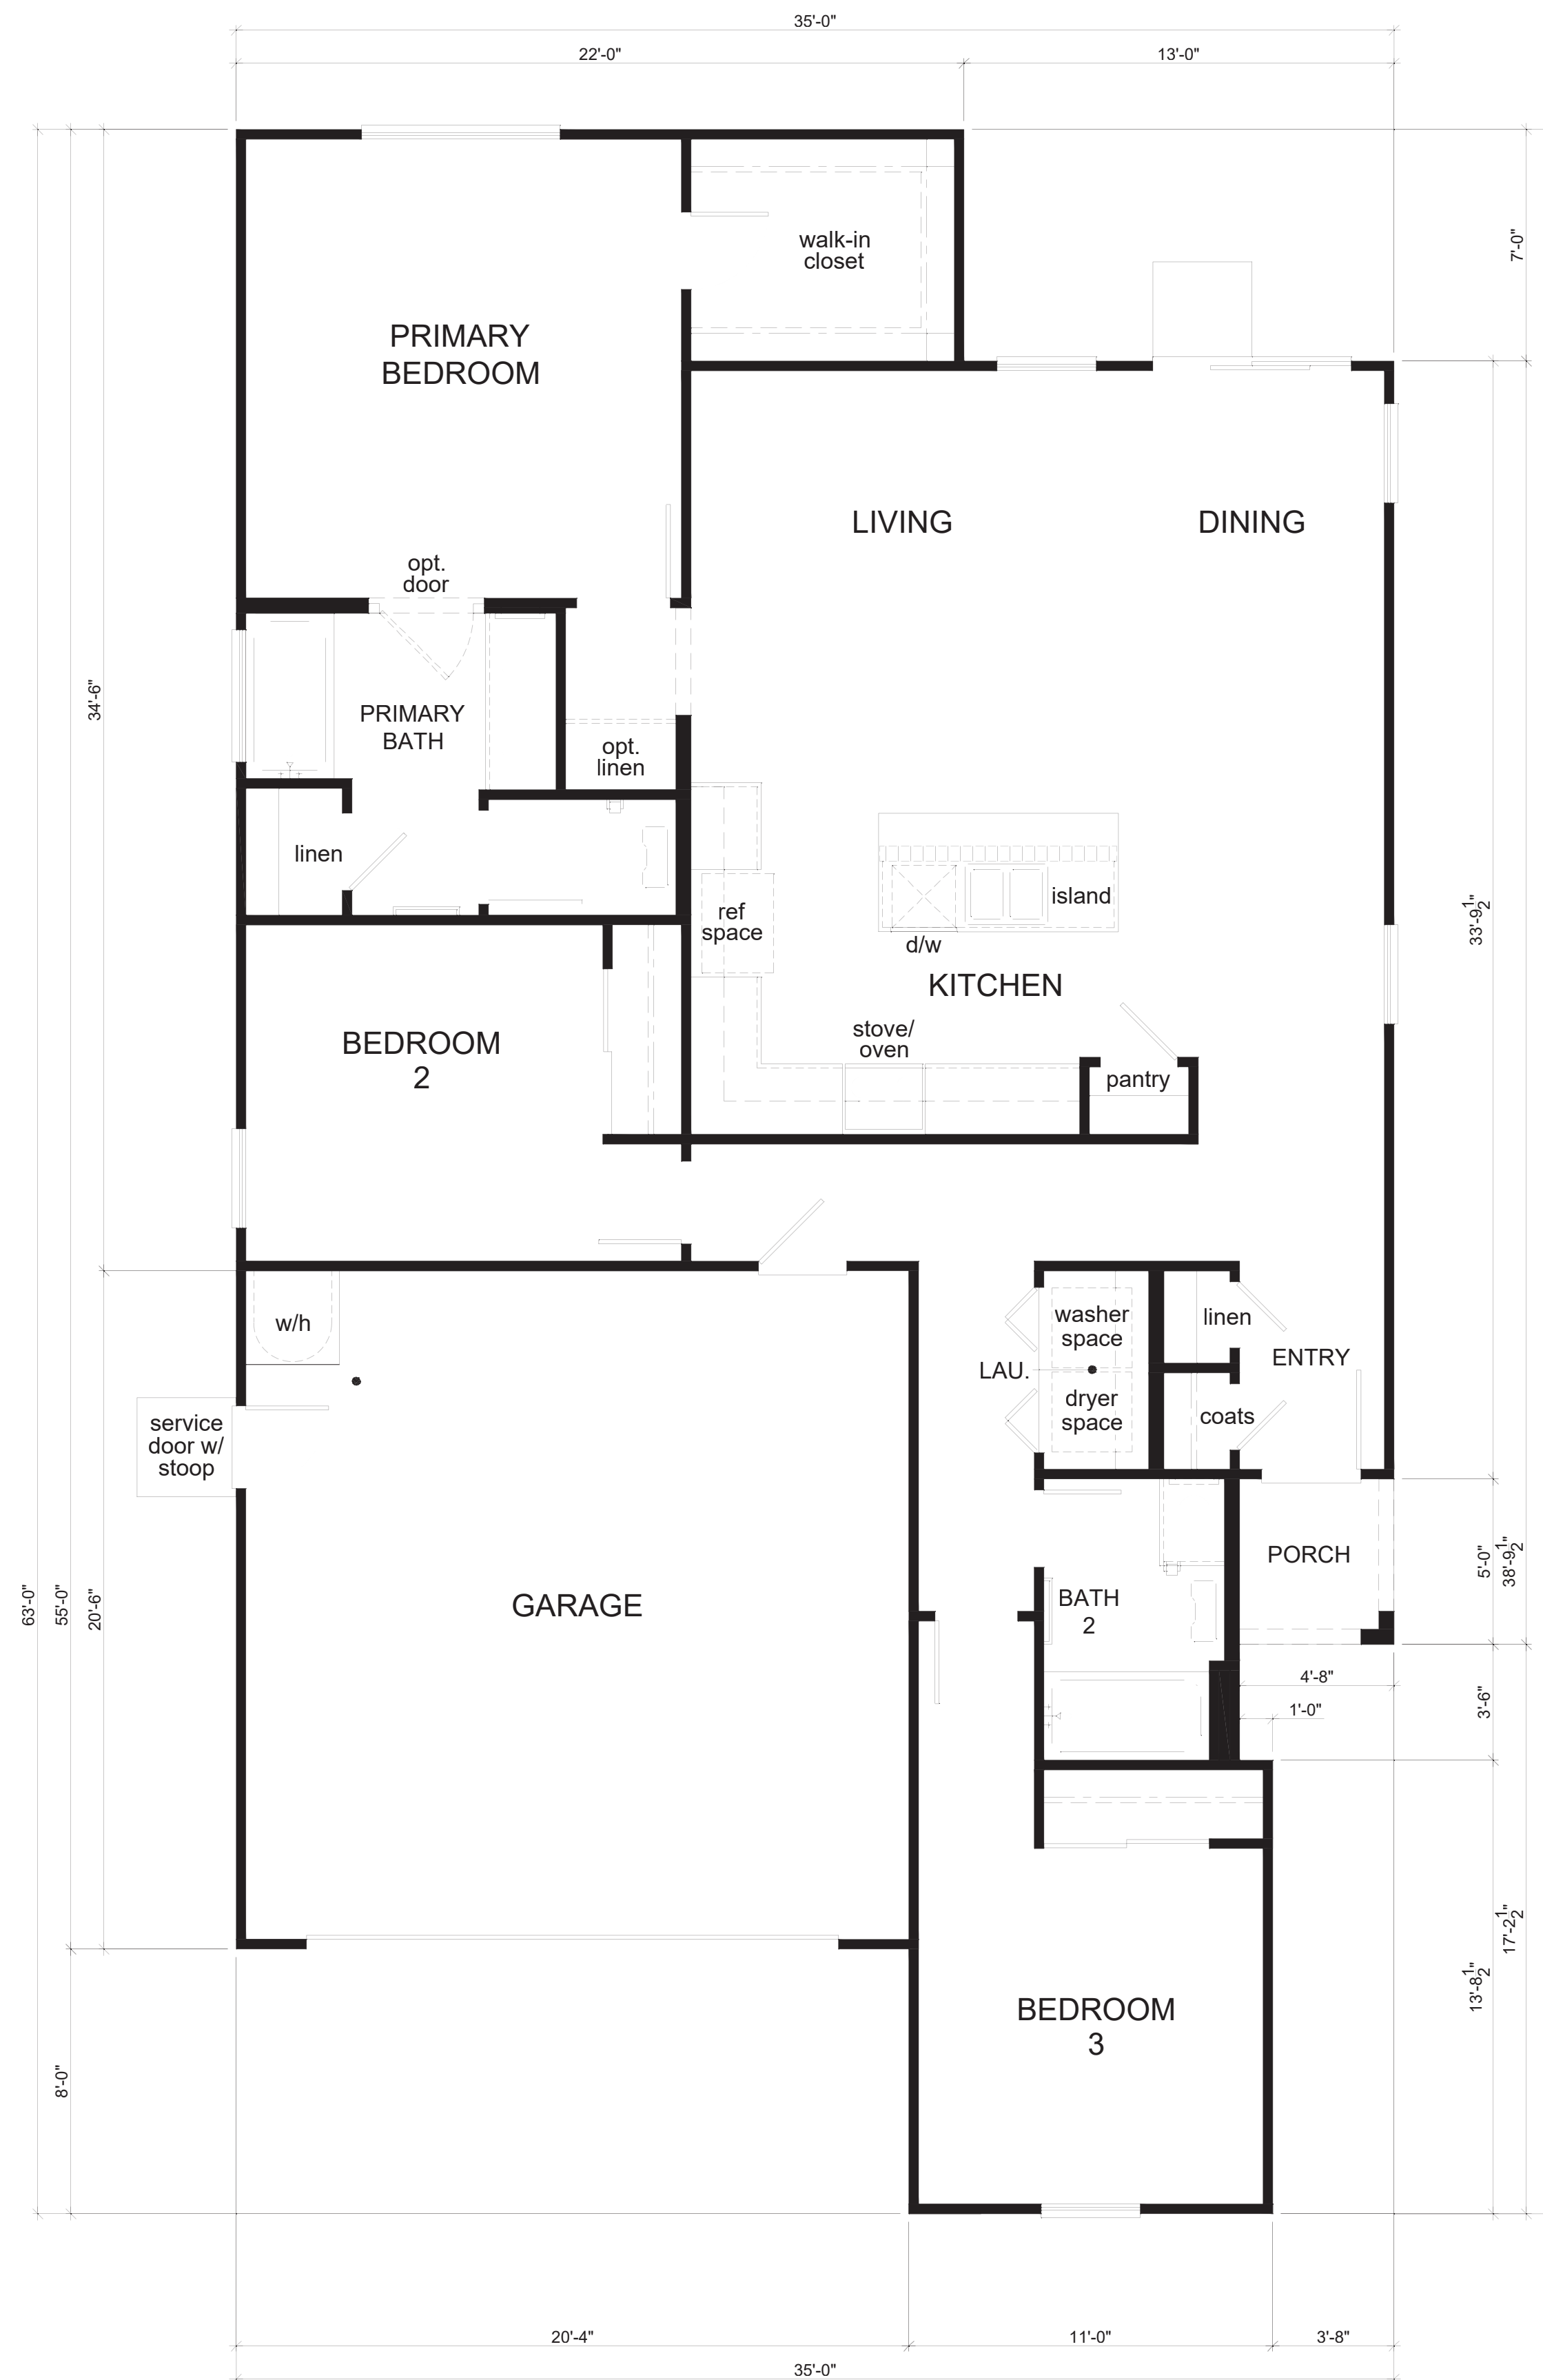 35'-0"
22'-0"
13'-0"
walk-in
closet
7'-0"
PRIMARY
BEDROOM
LIVING
DINING
opt.
door
34'-6"
PRIMARY
BATH
opt.
linen
linen
ref
space
island
d/w
33'-9 1/2"
KITCHEN
BEDROOM
2
stove/
oven
pantry
w/h
washer
space
linen
LAU.
ENTRY
dryer
space
coats
service
door w/
stoop
PORCH
5'-0"
38'-9 1/2"
63'-0"
55'-0"
20'-6"
GARAGE
BATH
2
4'-8"
3'-6"
1'-0"
17'-2 1/2"
13'-8 1/2"
BEDROOM
3
8'-0"
20'-4"
11'-0"
3'-8"
35'-0"